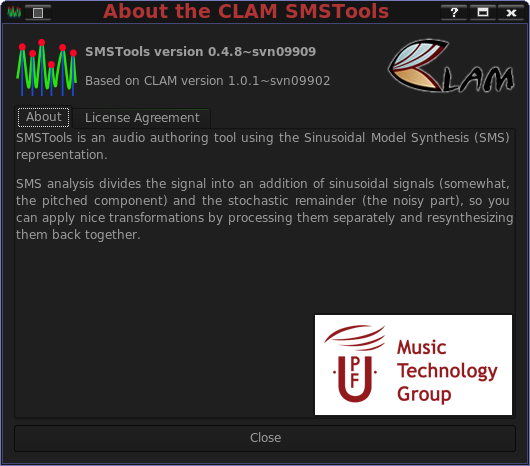 About the CLAM SMSTools
SMSTools version 0.4.8~svn09909
Based on CLAM version 1.0.1~svn09902
CLAM
About
License Agreement
SMSTools is an audio authoring tool using the Sinusoidal Model Synthesis (SMS)
representation.
SMS analysis divides the signal into an addition of sinusoidal signals (somewhat,
the pitched component) and the stochastic remainder (the noisy part), so you
can apply nice transformations by processing them separately and resynthesizing
them back together.
UPF
Music
Technology
Group
Close